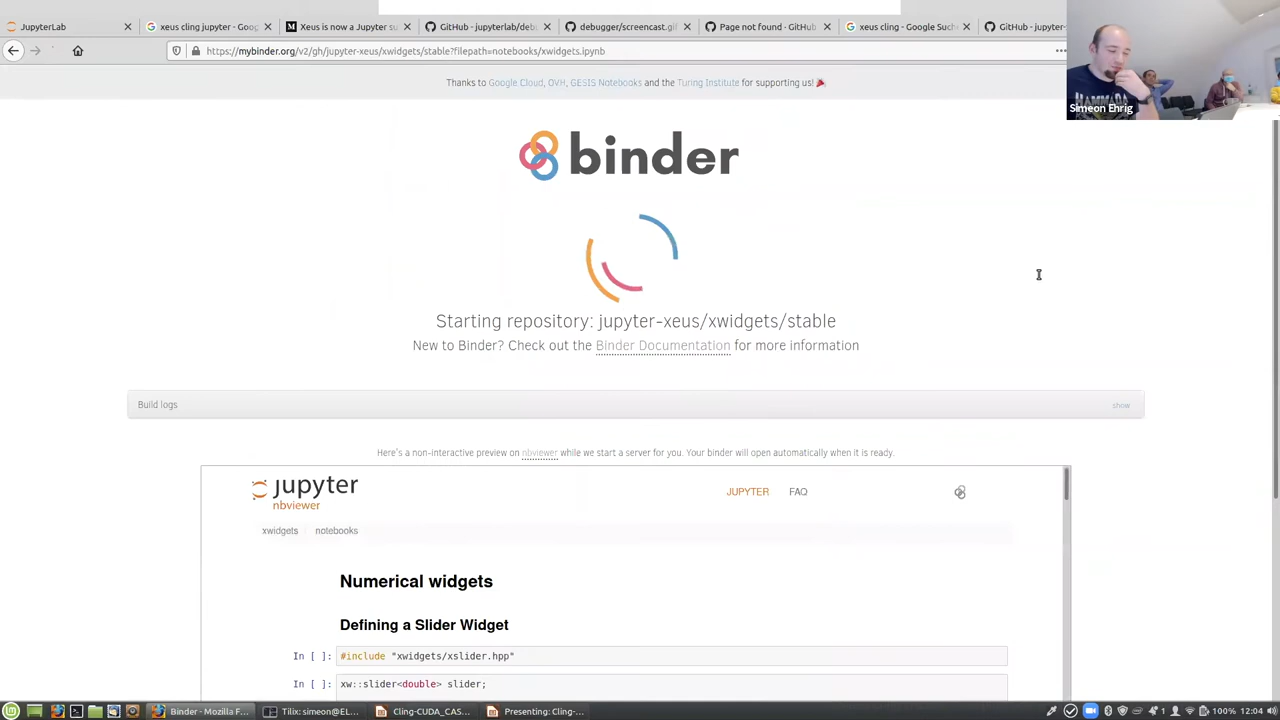 JupyterLab
xeus cling jupyter - Goog
Xeus is now a Jupyter su
GitHub - jupyterlab/deb
debugger/screencast.gi
Page not found · GitHub
xeus cling - Google Such
GitHub - jupyter-
https://mybinder.org/v2/gh/jupyter-xeus/xwidgets/stable?filepath=notebooks/xwidgets.ipynb
Simeon Ehrig
Thanks to Google Cloud, OVH, GESIS Notebooks and the Turing Institute for supporting us!
binder
Starting repository: jupyter-xeus/xwidgets/stable
New to Binder? Check out the Binder Documentation for more information
Build logs
show
Here's a non-interactive preview on nbviewer while we start a server for you. Your binder will open automatically when it is ready.
jupyter
nbviewer
JUPYTER
FAQ
xwidgets
notebooks
Numerical widgets
Defining a Slider Widget
In [ ]: #include "xwidgets/xslider.hpp"
In [ ]: xw::slider<double> slider;
Binder - Mozilla F...
Tilix: simeon@EL...
Cling-CUDA_CAS...
Presenting: Cling-...
1
100%
12:04